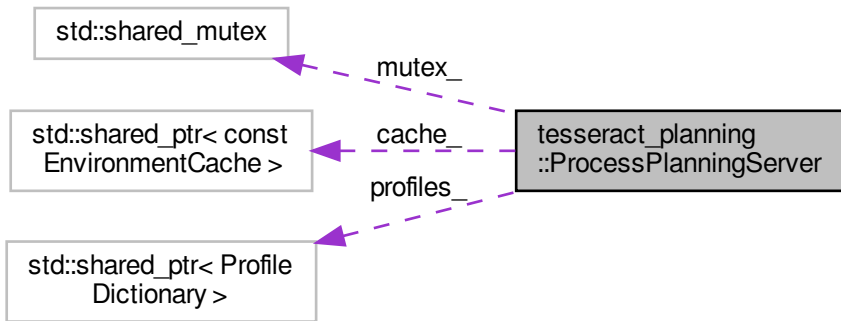 std::shared_mutex
mutex_
std::shared_ptr< const
EnvironmentCache >
cache_
tesseract_planning
::ProcessPlanningServer
profiles_
std::shared_ptr< Profile
Dictionary >